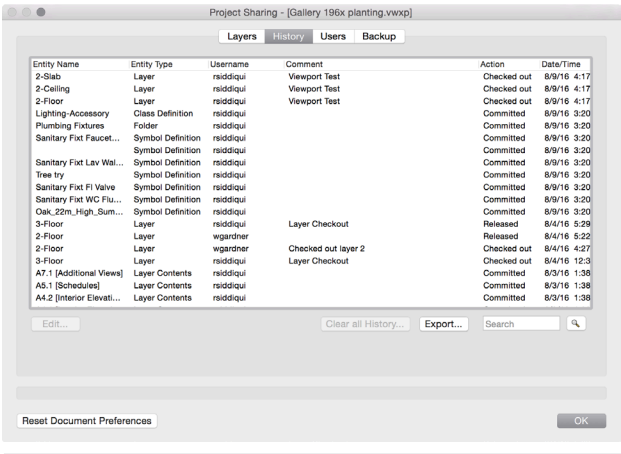 Project Sharing - [Gallery 196x planting.vwxp]
Layers History Users Backup
Entity Name Entity Type Username Comment Action Date/Time
2-Slab Layer rsiddiqui Viewport Test Checked out 8/9/16 4:17
2-Ceiling Layer rsiddiqui Viewport Test Checked out 8/9/16 4:17
2-Floor Layer rsiddiqui Viewport Test Checked out 8/9/16 4:17
Lighting-Accessory Class Definition rsiddiqui Committed 8/9/16 3:20
Plumbing Fixtures Folder rsiddiqui Committed 8/9/16 3:20
Sanitary Fixt Faucet... Symbol Definition rsiddiqui Committed 8/9/16 3:20
Symbol Definition rsiddiqui Committed 8/9/16 3:20
Sanitary Fixt Lav Wal... Symbol Definition rsiddiqui Committed 8/9/16 3:20
Tree try Symbol Definition rsiddiqui Committed 8/9/16 3:20
Sanitary Fixt Fl Valve Symbol Definition rsiddiqui Committed 8/9/16 3:20
Sanitary Fixt WC Flu... Symbol Definition rsiddiqui Committed 8/9/16 3:20
Oak_22m_High_Sum... Symbol Definition rsiddiqui Committed 8/9/16 3:20
3-Floor Layer rsiddiqui Layer Checkout Released 8/4/16 5:29
2-Floor Layer wgardner Released 8/4/16 5:22
2-Floor Layer wgardner Checked out layer 2 Checked out 8/4/16 4:27
3-Floor Layer rsiddiqui Layer Checkout Checked out 8/4/16 12:3
A7.1 [Additional Views] Layer Contents rsiddiqui Committed 8/3/16 1:38
A5.1 [Schedules] Layer Contents rsiddiqui Committed 8/3/16 1:38
A4.2 [Interior Elevati... Layer Contents rsiddiqui Committed 8/3/16 1:38
Edit... Clear all History... Export... Search
Reset Document Preferences OK